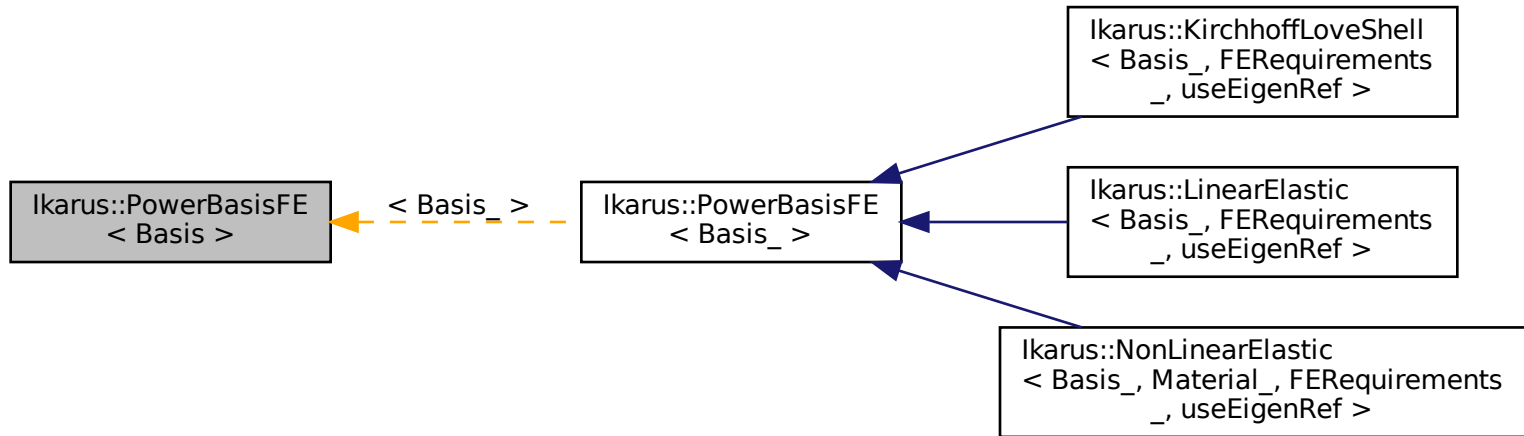 Ikarus::PowerBasisFE
< Basis >
< Basis_ >
Ikarus::PowerBasisFE
< Basis_ >
Ikarus::KirchhoffLoveShell
< Basis_, FERequirements
_, useEigenRef >
Ikarus::LinearElastic
< Basis_, FERequirements
_, useEigenRef >
Ikarus::NonLinearElastic
< Basis_, Material_, FERequirements
_, useEigenRef >